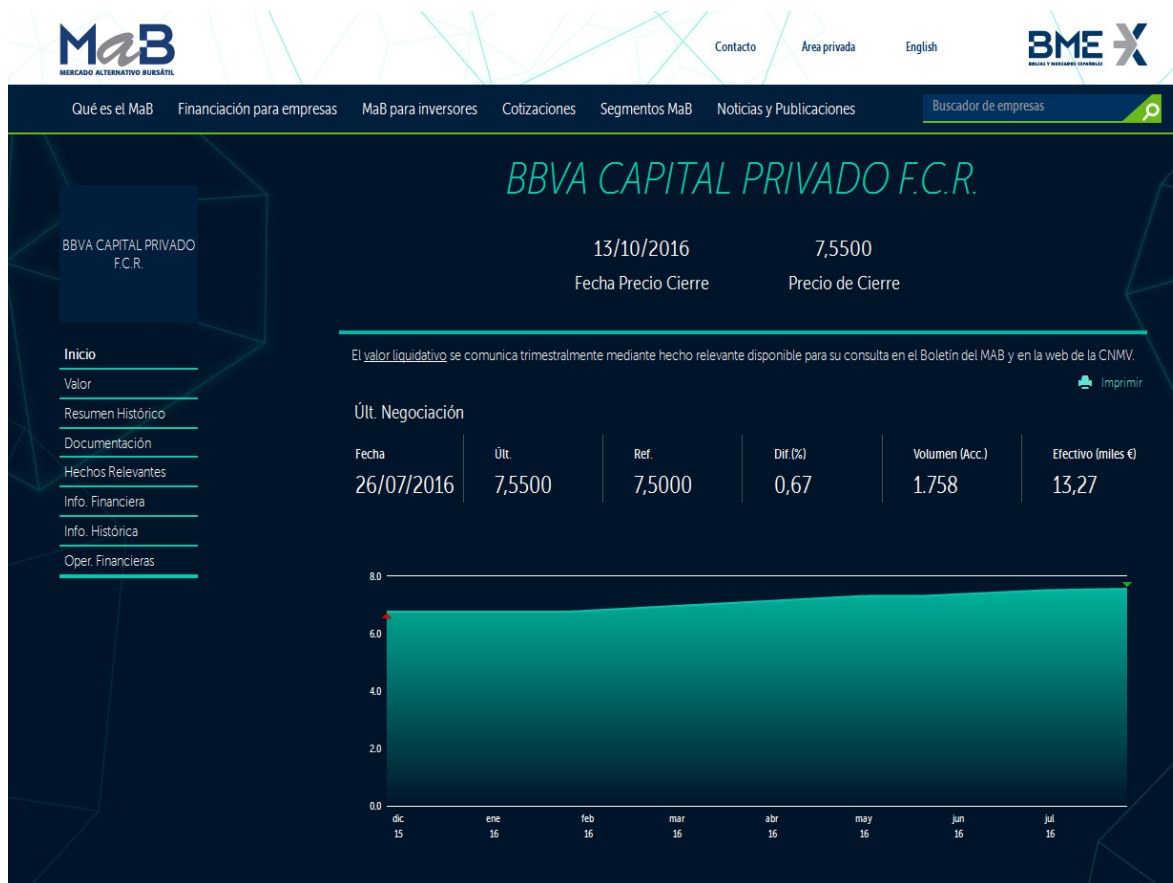 MaB
MERCADO ALTERNATIVO BURSÁTIL
Contacto Área privada English
BME X
BOLSAS Y MERCADOS ESPAÑOLES
Qué es el MaB Financiación para empresas MaB para inversores Cotizaciones Segmentos MaB Noticias y Publicaciones Buscador de empresas
BBVA CAPITAL PRIVADO F.C.R.
BBVA CAPITAL PRIVADO
F.C.R.
13/10/2016 7,5500
Fecha Precio Cierre Precio de Cierre
Inicio
Valor
Resumen Histórico
Documentación
Hechos Relevantes
Info. Financiera
Info. Histórica
Oper. Financieras
El valor liquidativo se comunica trimestralmente mediante hecho relevante disponible para su consulta en el Boletín del MAB y en la web de la CNMV.
Imprimir
Últ. Negociación
Fecha Últ. Ref. Dif.(%) Volumen (Acc.) Efectivo (miles €)
26/07/2016 7,5500 7,5000 0,67 1.758 13,27
8.0
6.0
4.0
2.0
0.0
dic ene feb mar abr may jun jul
15 16 16 16 16 16 16 16